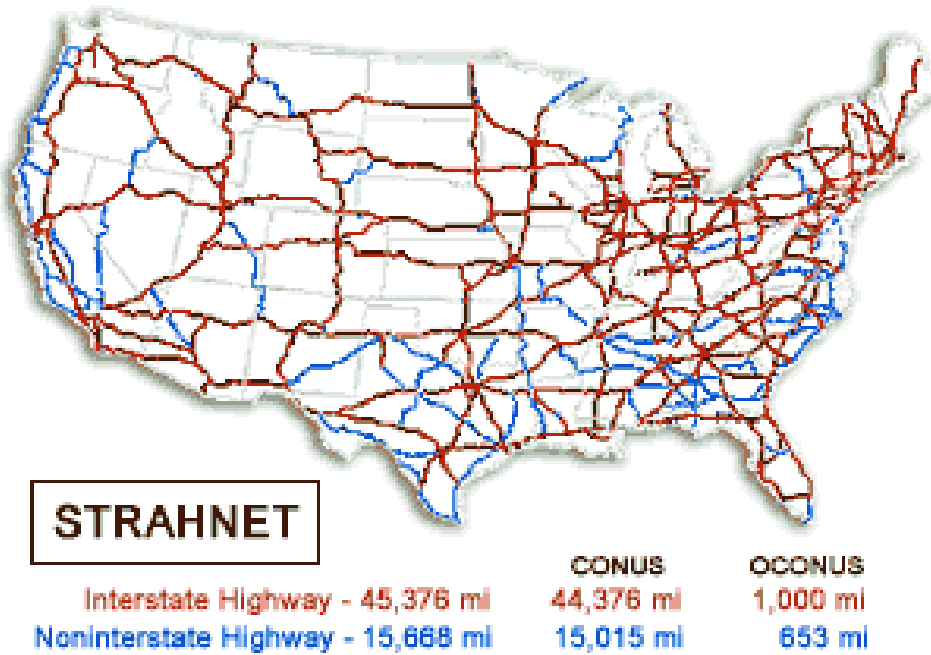 STRAHNET
CONUS OCONUS
Interstate Highway - 45,376 mi 44,376 mi 1,000 mi
Noninterstate Highway - 15,668 mi 15,015 mi 653 mi